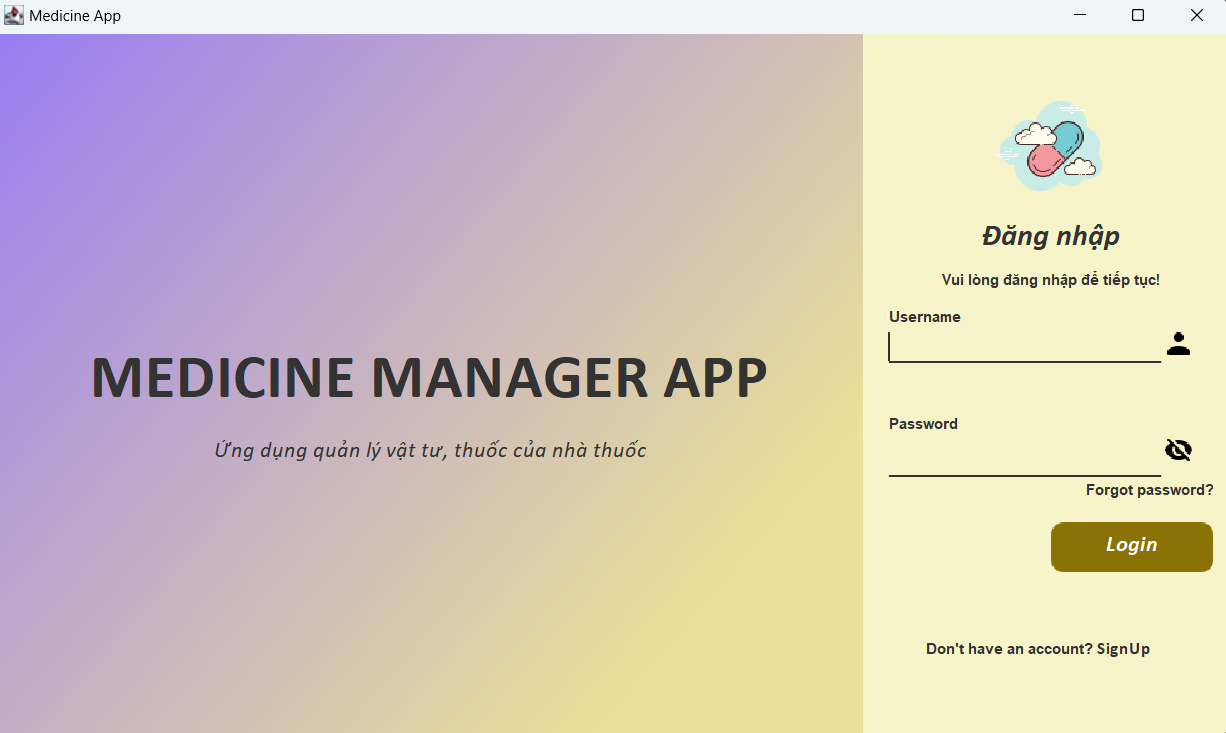 Medicine App
MEDICINE MANAGER APP
Ứng dụng quản lý vật tư, thuốc của nhà thuốc
Đăng nhập
Vui lòng đăng nhập để tiếp tục!
Username
Password
Forgot password?
Login
Don't have an account? SignUp